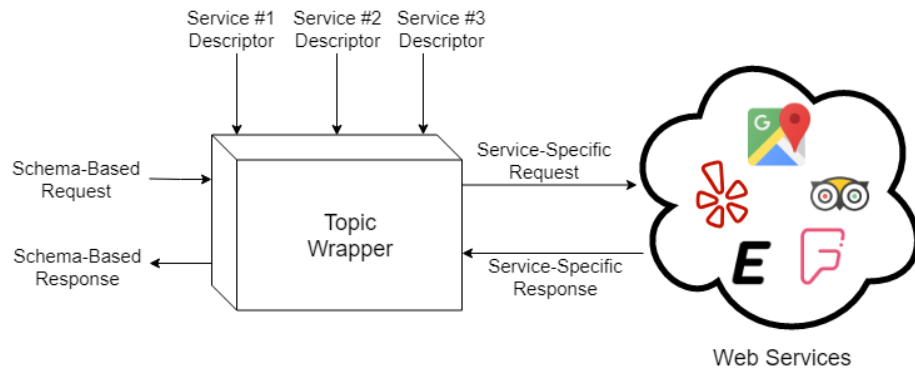 Service #1
Descriptor
Service #2
Descriptor
Service #3
Descriptor
Schema-Based
Request
Service-Specific
Request
Topic
Wrapper
Schema-Based
Response
Service-Specific
Response
G
E
F
Web Services